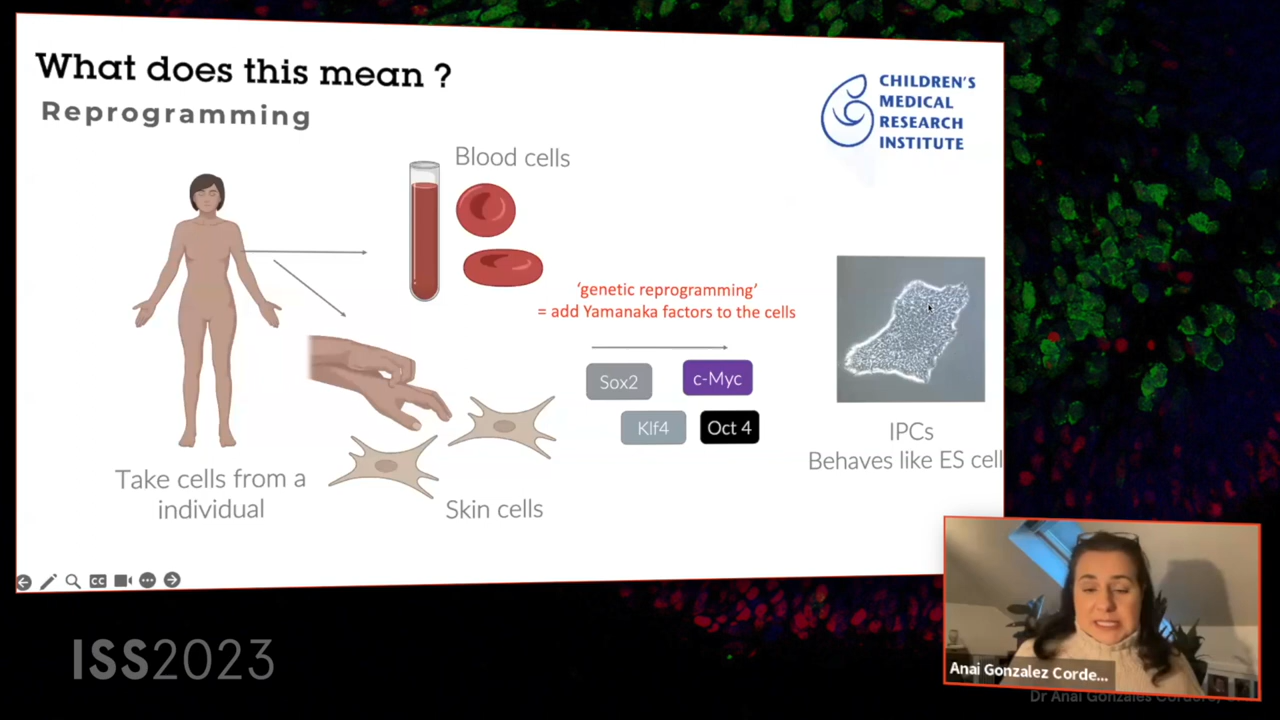 What does this mean ?
Reprogramming
CHILDREN'S
MEDICAL
RESEARCH
INSTITUTE
Blood cells
'genetic reprogramming'
= add Yamanaka factors to the cells
Sox2
c-Myc
Klf4
Oct 4
IPCs
Behaves like ES cell
Take cells from a
individual
Skin cells
CC
ISS2023
Anai Gonzalez Corde...
Dr Anai Gonzales Cordero,